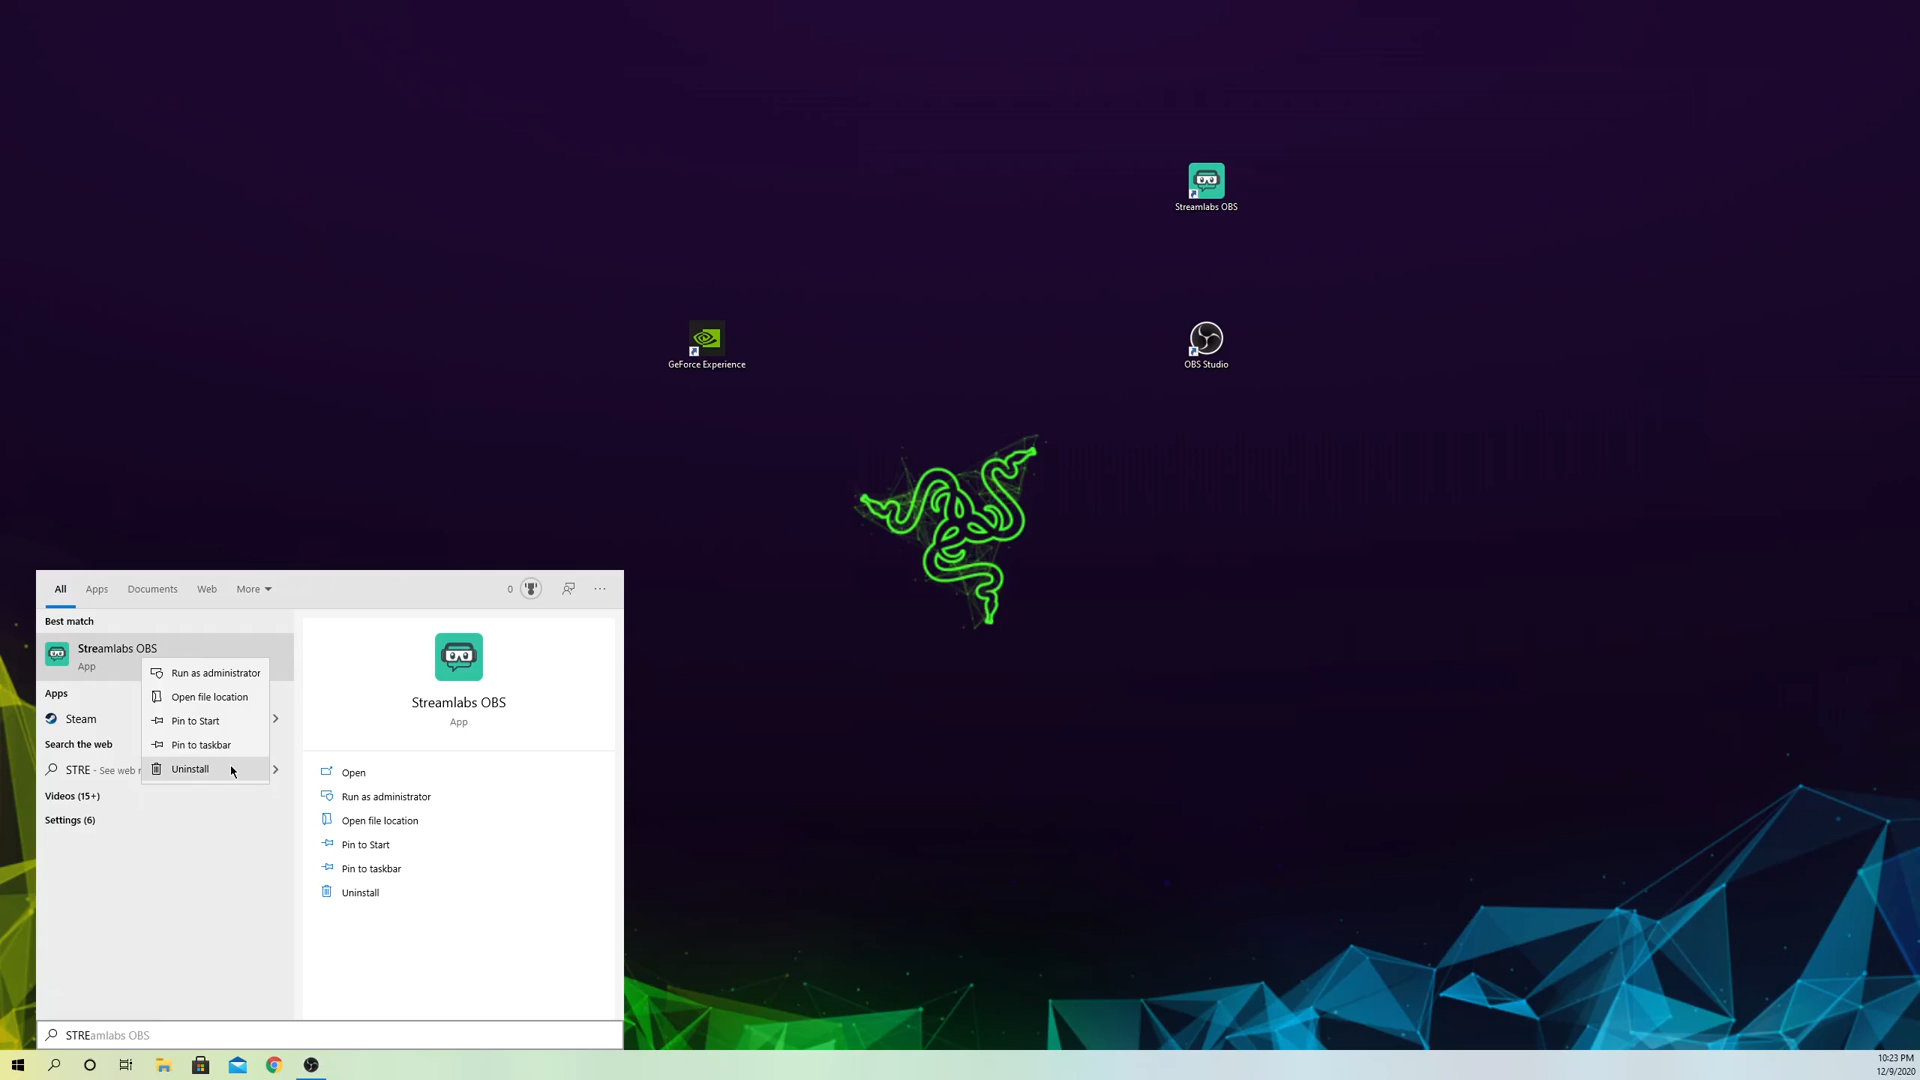 Streamlabs OBS
GeForce Experience
OBS Studio
All Apps Documents Web More 0 ...
Best match
Streamlabs OBS
App
Run as administrator
Open file location
Pin to Start
Pin to taskbar
Uninstall
Apps
Steam
Search the web
STRE - See web r
Videos (15+)
Settings (6)
Streamlabs OBS
App
Open
Run as administrator
Open file location
Pin to Start
Pin to taskbar
Uninstall
STREamlabs OBS
10:23 PM
12/9/2020